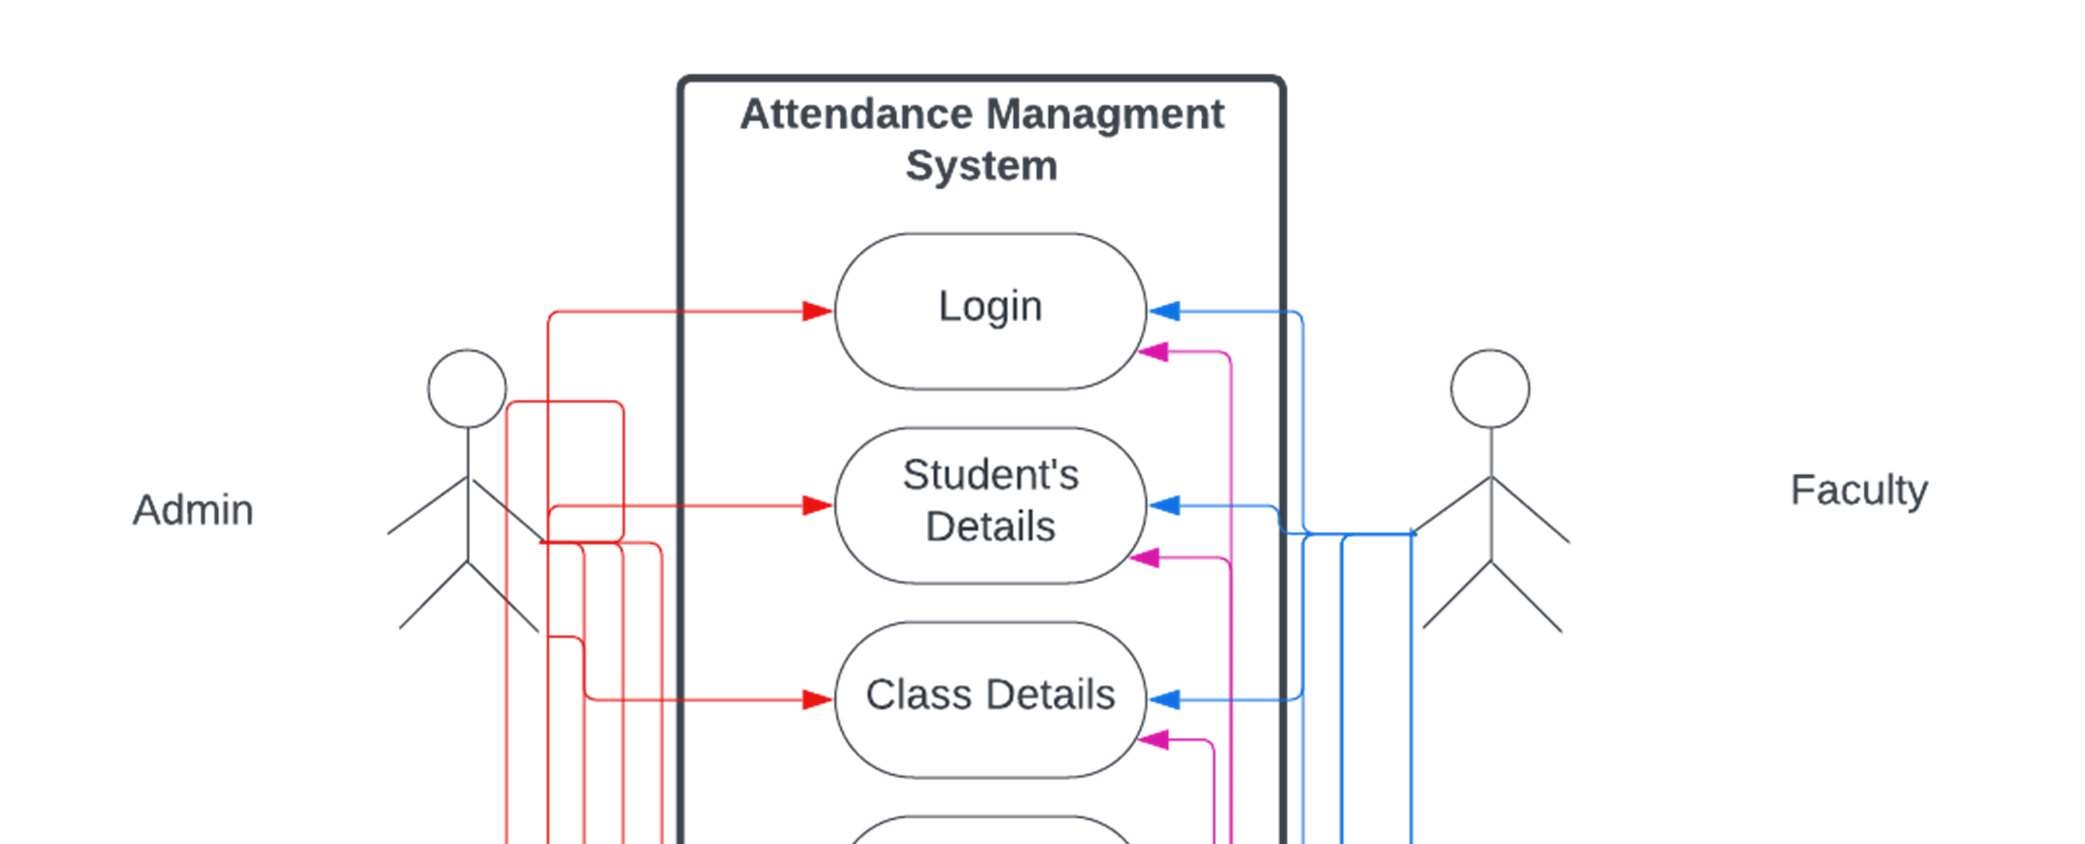 Attendance Managment
System
Login
Student's
Details
Admin
Faculty
Class Details